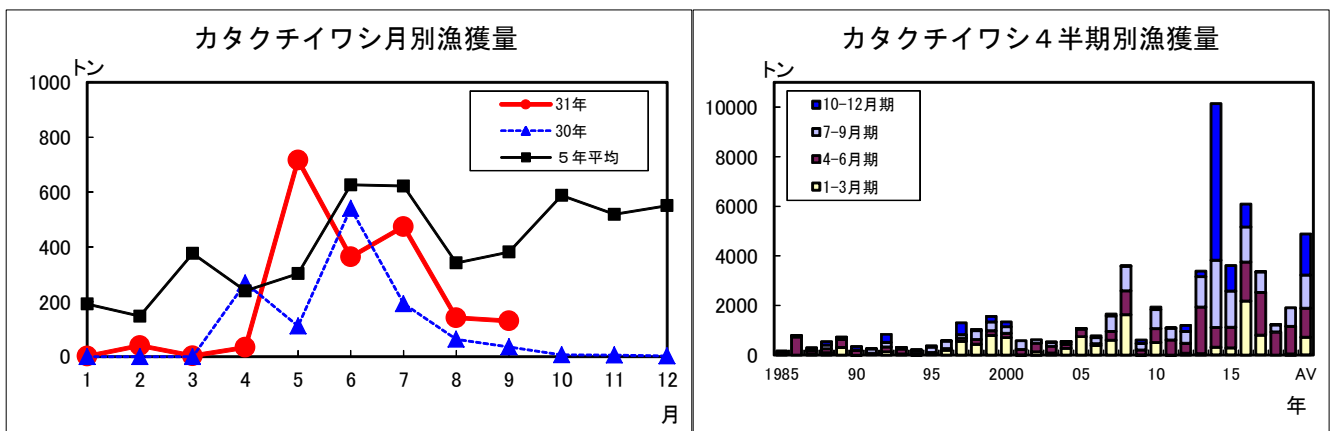 カタクチイワシ月別漁獲量
トン
1000
800
600
400
200
0
31年
30年
５年平均
1 2 3 4 5 6 7 8 9 10 11 12
月
カタクチイワシ４半期別漁獲量
トン
10000
8000
6000
4000
2000
0
10-12月期
7-9月期
4-6月期
1-3月期
1985 90 95 2000 05 10 15 AV
年